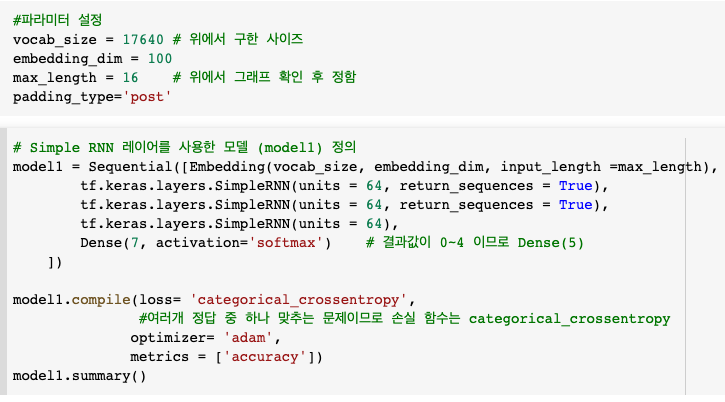 #파라미터 설정
vocab_size = 17640 # 위에서 구한 사이즈
embedding_dim = 100
max_length = 16    # 위에서 그래프 확인 후 정함
padding_type='post'
# Simple RNN 레이어를 사용한 모델 (model1) 정의
model1 = Sequential([Embedding(vocab_size, embedding_dim, input_length =max_length),
        tf.keras.layers.SimpleRNN(units = 64, return_sequences = True),
        tf.keras.layers.SimpleRNN(units = 64, return_sequences = True),
        tf.keras.layers.SimpleRNN(units = 64),
        Dense(7, activation='softmax')    # 결과값이 0~4 이므로 Dense(5)
    ])
model1.compile(loss= 'categorical_crossentropy',
               #여러개 정답 중 하나 맞추는 문제이므로 손실 함수는 categorical_crossentropy
              optimizer= 'adam',
              metrics = ['accuracy'])
model1.summary()